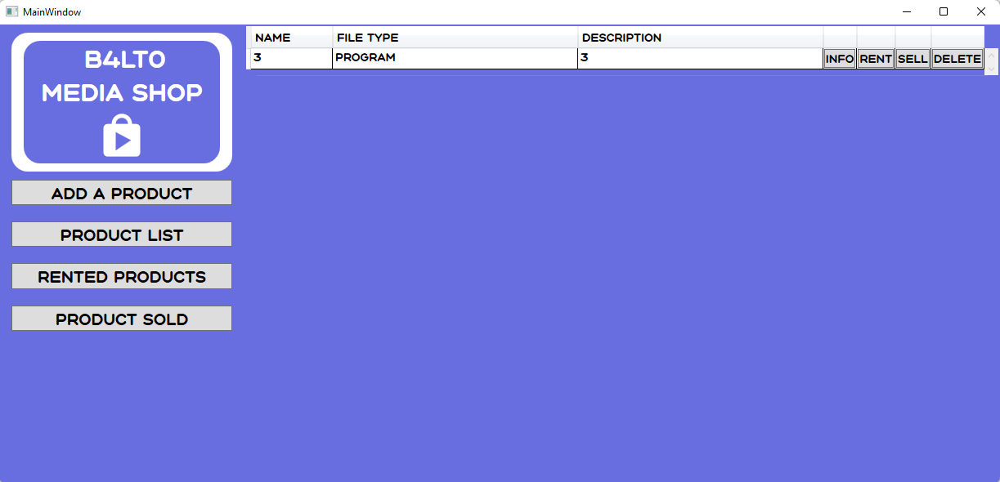 MainWindow
B4LT0
MEDIA SHOP
ADD A PRODUCT
PRODUCT LIST
RENTED PRODUCTS
PRODUCT SOLD
NAME FILE TYPE DESCRIPTION
3 PROGRAM 3 INFO RENT SELL DELETE